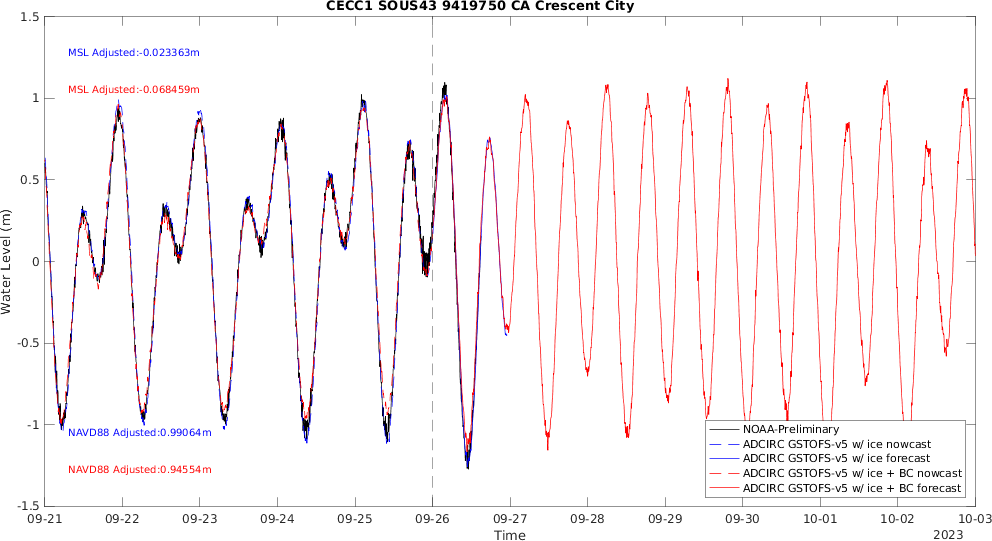 CECC1 SOUS43 9419750 CA Crescent City
1.5
MSL Adjusted:-0.023363m
MSL Adjusted:-0.068459m
1
0.5
Water Level (m)
0
-0.5
-1
NAVD88 Adjusted:0.99064m
NAVD88 Adjusted:0.94554m
-1.5
NOAA-Preliminary
ADCIRC GSTOFS-v5 w/ ice nowcast
ADCIRC GSTOFS-v5 w/ ice forecast
ADCIRC GSTOFS-v5 w/ ice + BC nowcast
ADCIRC GSTOFS-v5 w/ ice + BC forecast
09-21 09-22 09-23 09-24 09-25 09-26 09-27 09-28 09-29 09-30 10-01 10-02 10-03
Time
2023